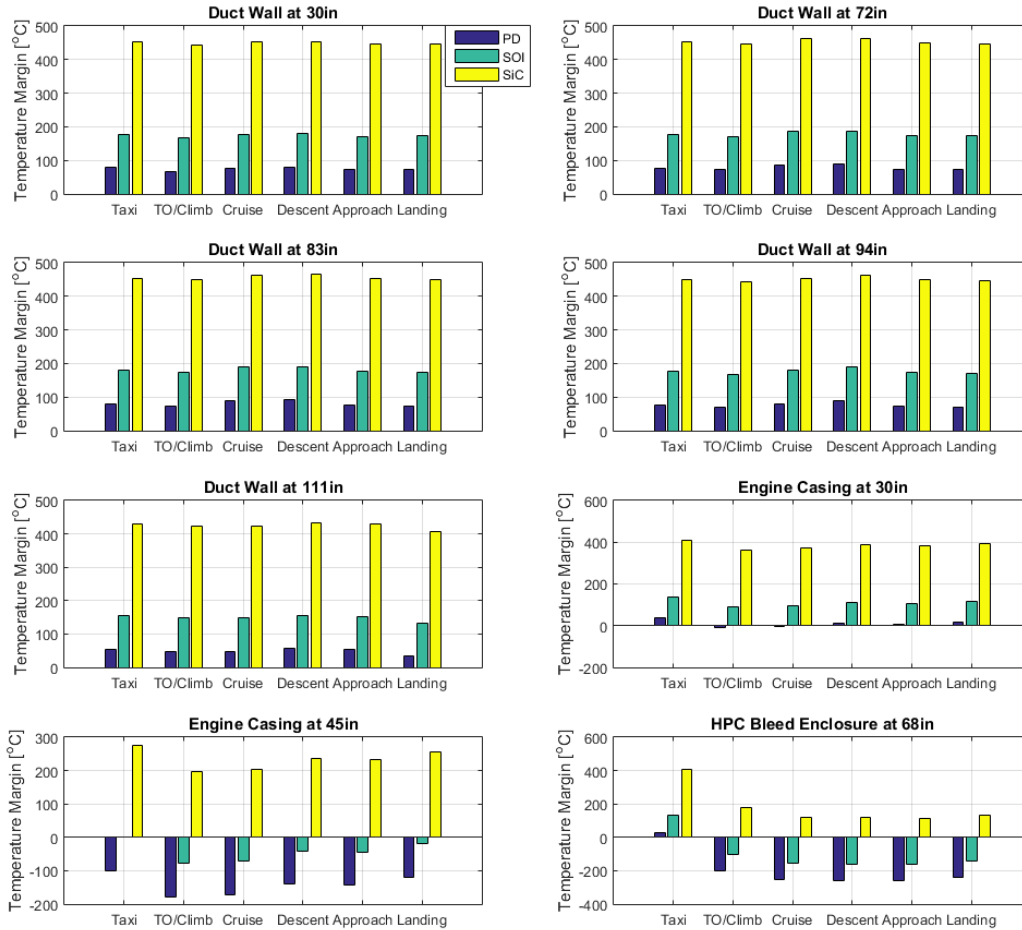 Duct Wall at 30in
Temperature Margin [°C]
500
400
300
200
100
0
Taxi TO/Climb Cruise Descent Approach Landing
PD
SOI
SiC
Duct Wall at 72in
Temperature Margin [°C]
500
400
300
200
100
0
Taxi TO/Climb Cruise Descent Approach Landing
Duct Wall at 83in
Temperature Margin [°C]
500
400
300
200
100
0
Taxi TO/Climb Cruise Descent Approach Landing
Duct Wall at 94in
Temperature Margin [°C]
500
400
300
200
100
0
Taxi TO/Climb Cruise Descent Approach Landing
Duct Wall at 111in
Temperature Margin [°C]
500
400
300
200
100
0
Taxi TO/Climb Cruise Descent Approach Landing
Engine Casing at 30in
Temperature Margin [°C]
600
400
200
0
-200
Taxi TO/Climb Cruise Descent Approach Landing
Engine Casing at 45in
Temperature Margin [°C]
300
200
100
0
-100
-200
Taxi TO/Climb Cruise Descent Approach Landing
HPC Bleed Enclosure at 68in
Temperature Margin [°C]
600
400
200
0
-200
-400
Taxi TO/Climb Cruise Descent Approach Landing